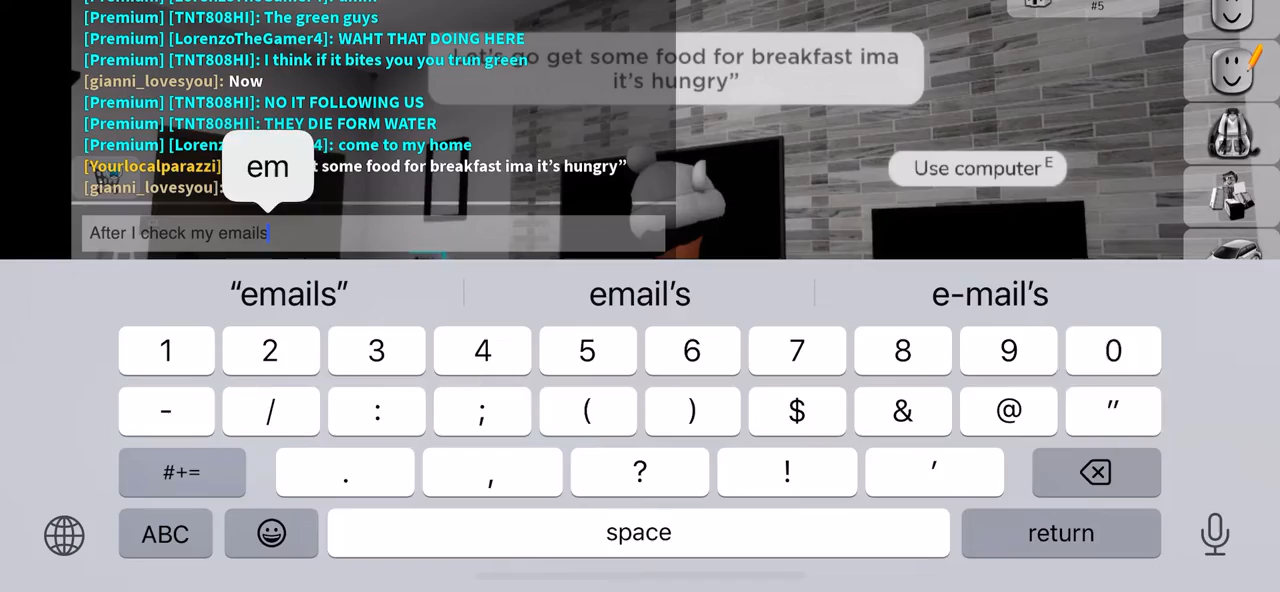 [Premium] [TNT808HI]: The green guys
#5
[Premium] [LorenzoTheGamer4]: WAHT THAT DOING HERE
[Premium] [TNT808HI]: I think if it bites you you trun green
Let's go get some food for breakfast ima
it's hungry”
[gianni_lovesyou]: Now
[Premium] [TNT808HI]: NO IT FOLLOWING US
[Premium] [TNT808HI]: THEY DIE FORM WATER
[Premium] [Lorenz 4]: come to my home
[Yourlocalparazzi] t some food for breakfast ima it's hungry”
[gianni_lovesyou]:
em
Use computer E
After I check my emails
“emails” email's e-mail's
1 2 3 4 5 6 7 8 9 0
- / : ; ( ) $ & @ "
#+= . , ? ! '
ABC space return